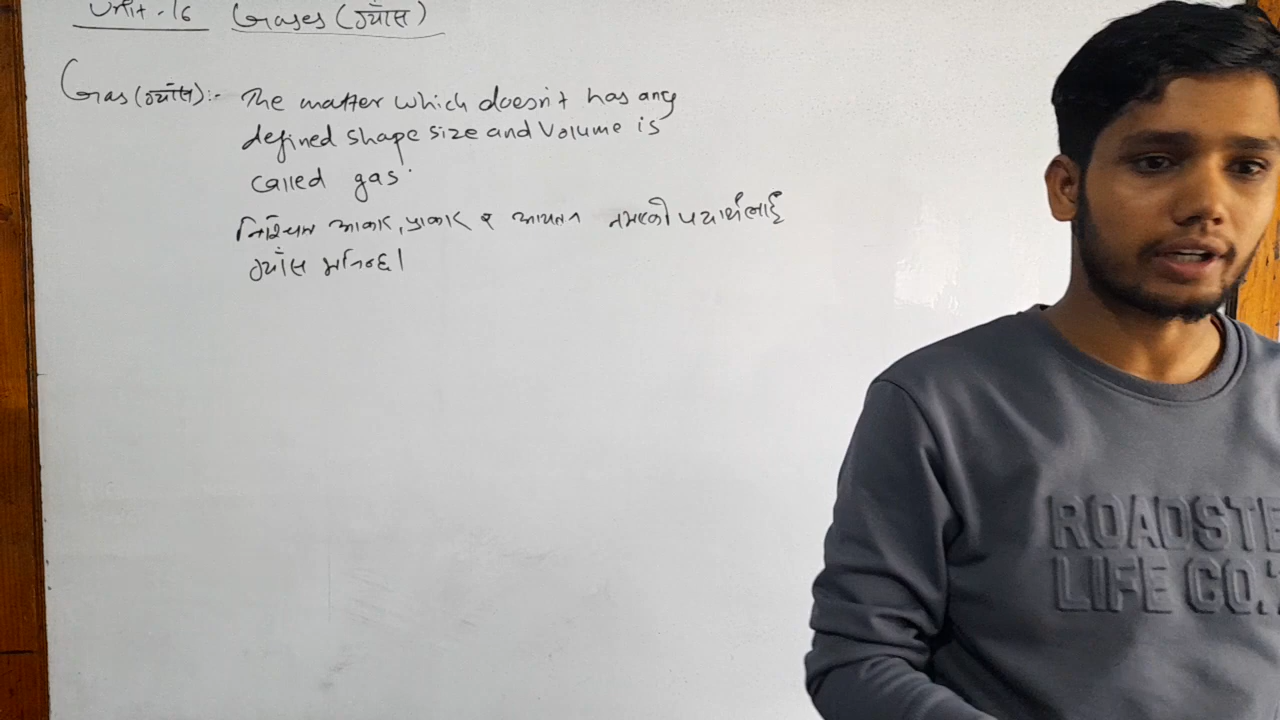 Unit-16 Gases (ग्याँस)
Gas (ग्याँस):- The matter which doesn't has any
defined shape size and volume is
called gas.
निश्चित आकार, प्रकार र आयतन नभएको पदार्थलाई
ग्याँस भनिन्छ।
ROADSTE
LIFE CO.